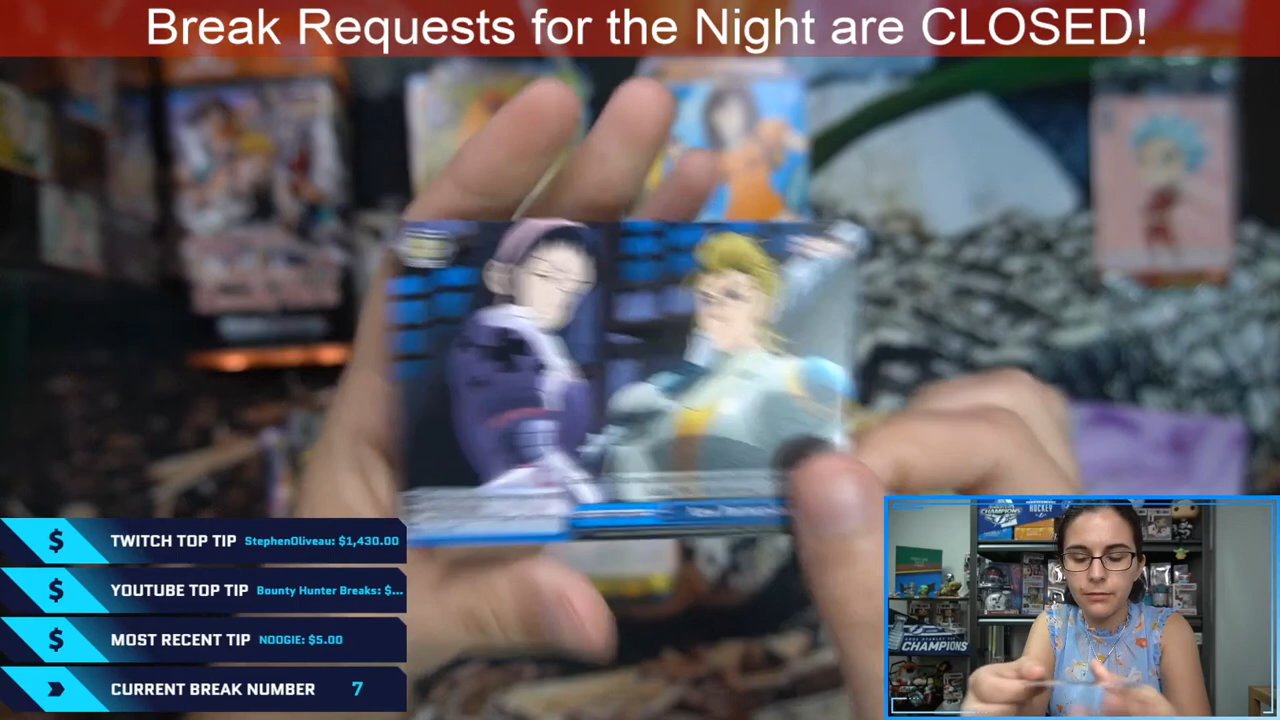 Break Requests for the Night are CLOSED!
TWITCH TOP TIP StephenOliveau: $1,430.00
YOUTUBE TOP TIP Bounty Hunter Breaks: $...
MOST RECENT TIP NOOGIE: $5.00
CURRENT BREAK NUMBER 7
CHAMPIONS
HOCKEY
CHAMPIONS